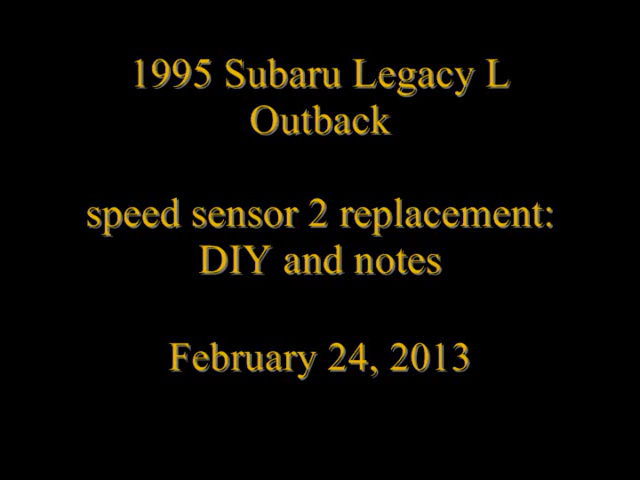 1995 Subaru Legacy L
Outback
speed sensor 2 replacement:
DIY and notes
February 24, 2013